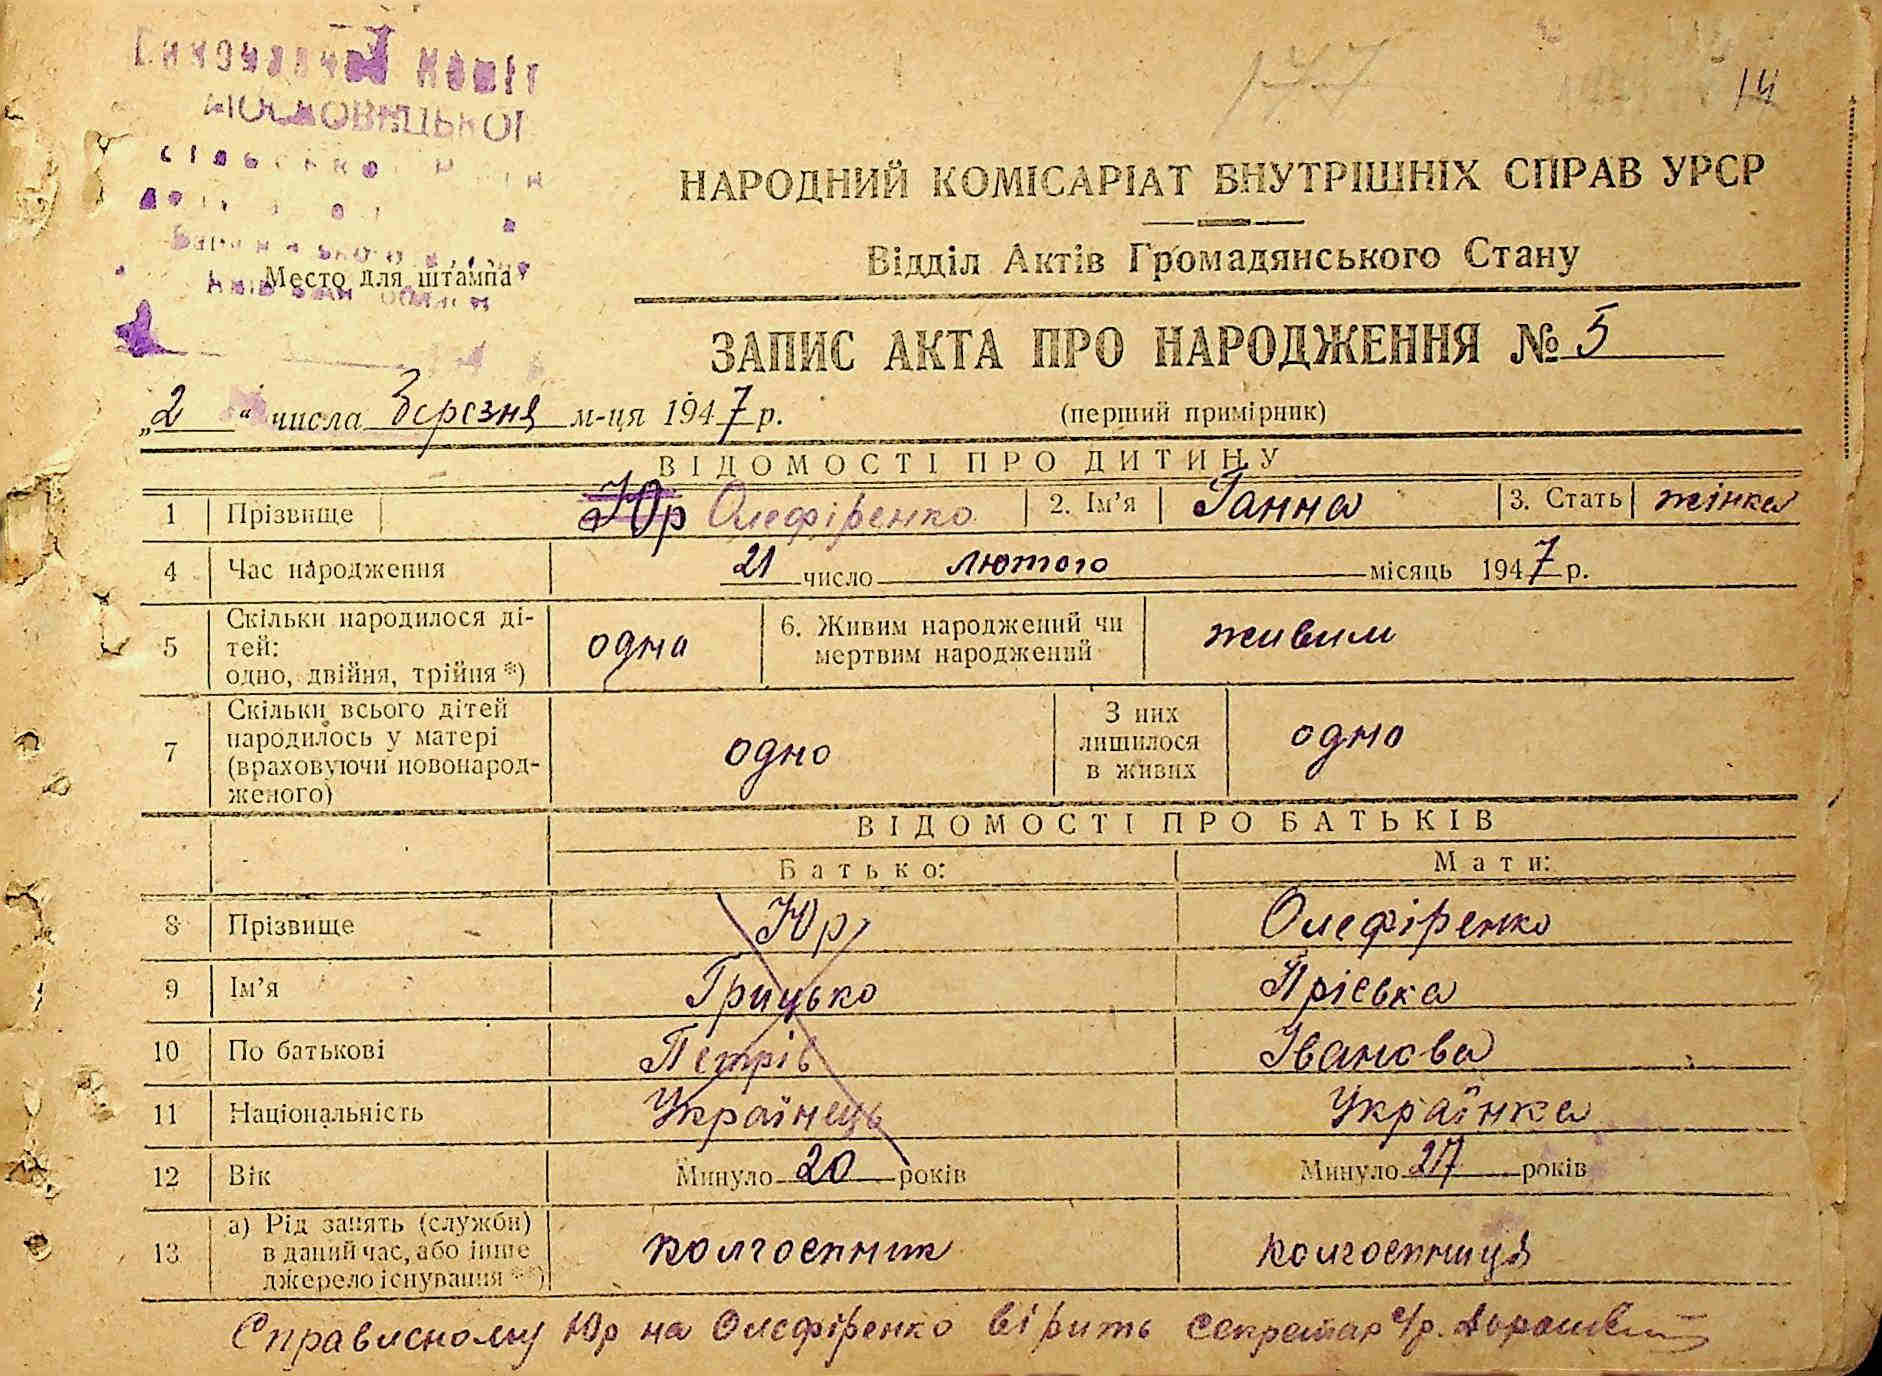 14
НАРОДНИЙ КОМІСАРІАТ ВНУТРІШНІХ СПРАВ УРСР
Відділ Актів Громадянського Стану
Место для штампа
ЗАПИС АКТА ПРО НАРОДЖЕННЯ № 5
„2“ числа Березня м-ця 1947 р. (перший примірник)
ВІДОМОСТІ ПРО ДИТИНУ
1 Прізвище Юр Олефіренко 2. Ім'я Ганна 3. Стать жінка
4 Час народження 21 число лютого місяць 1947 р.
5 Скільки народилося ді-
тей:
одно, двійня, трійня *) одна 6. Живим народжений чи
мертвим народжений живим
7 Скільки всього дітей
народилось у матері
(враховуючи новонарод-
женого) одно З них
лишилося
в живих одно
ВІДОМОСТІ ПРО БАТЬКІВ
Батько: Мати:
8 Прізвище Юр Олефіренко
9 Ім'я Грицько Пріська
10 По батькові Петрів Іванова
11 Національність Українець Українка
12 Вік Минуло 20 років Минуло 27 років
13 а) Рід занять (служби)
в даний час, або інше
джерело існування **) колгоспник колгоспниця
Справленому Юр на Олефіренко вірить секретар с/р.